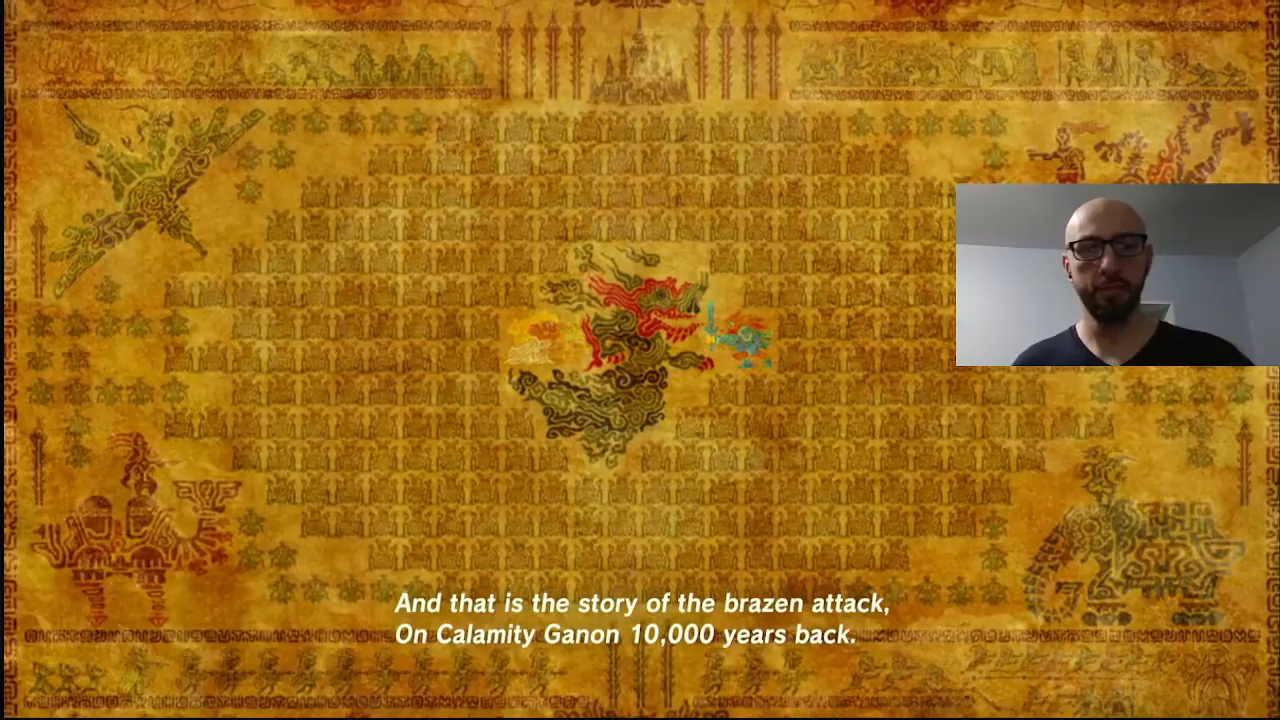 And that is the story of the brazen attack,
On Calamity Ganon 10,000 years back.